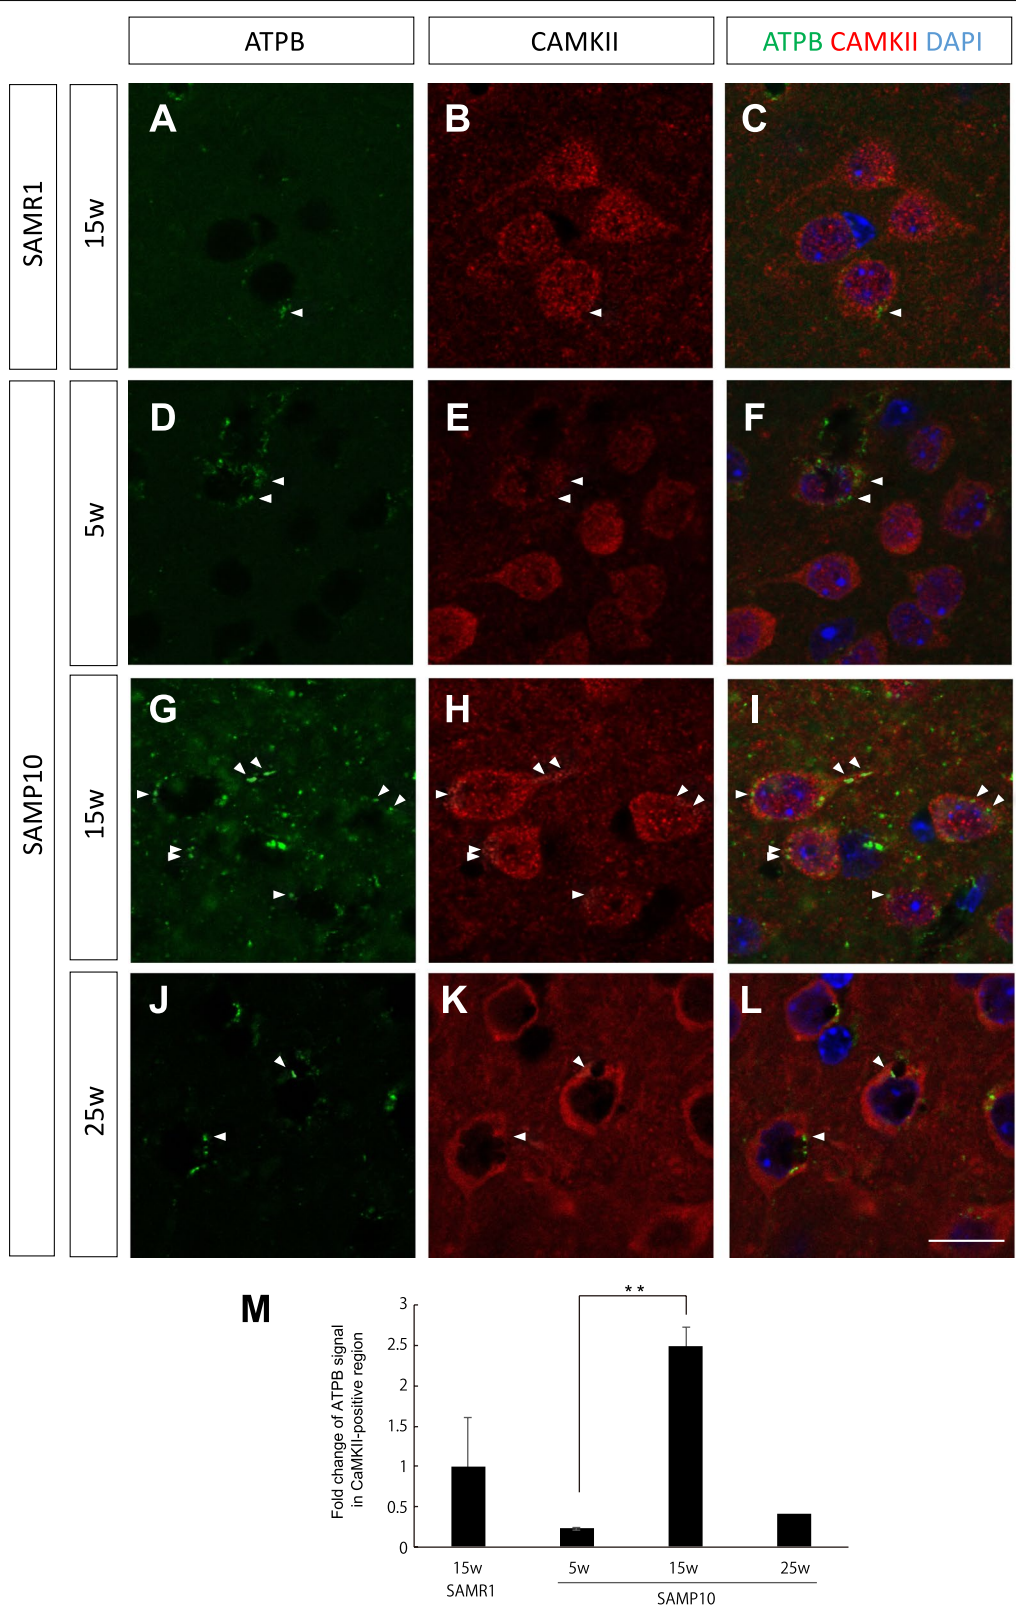 ATPB
CAMKII
ATPB CAMKII DAPI
SAMR1
15w
A
B
C
SAMP10
5w
D
E
F
15w
G
H
I
25w
J
K
L
M
**
Fold change of ATPB signal
in CaMKII-positive region
3
2.5
2
1.5
1
0.5
0
15w
5w
15w
25w
SAMR1
SAMP10